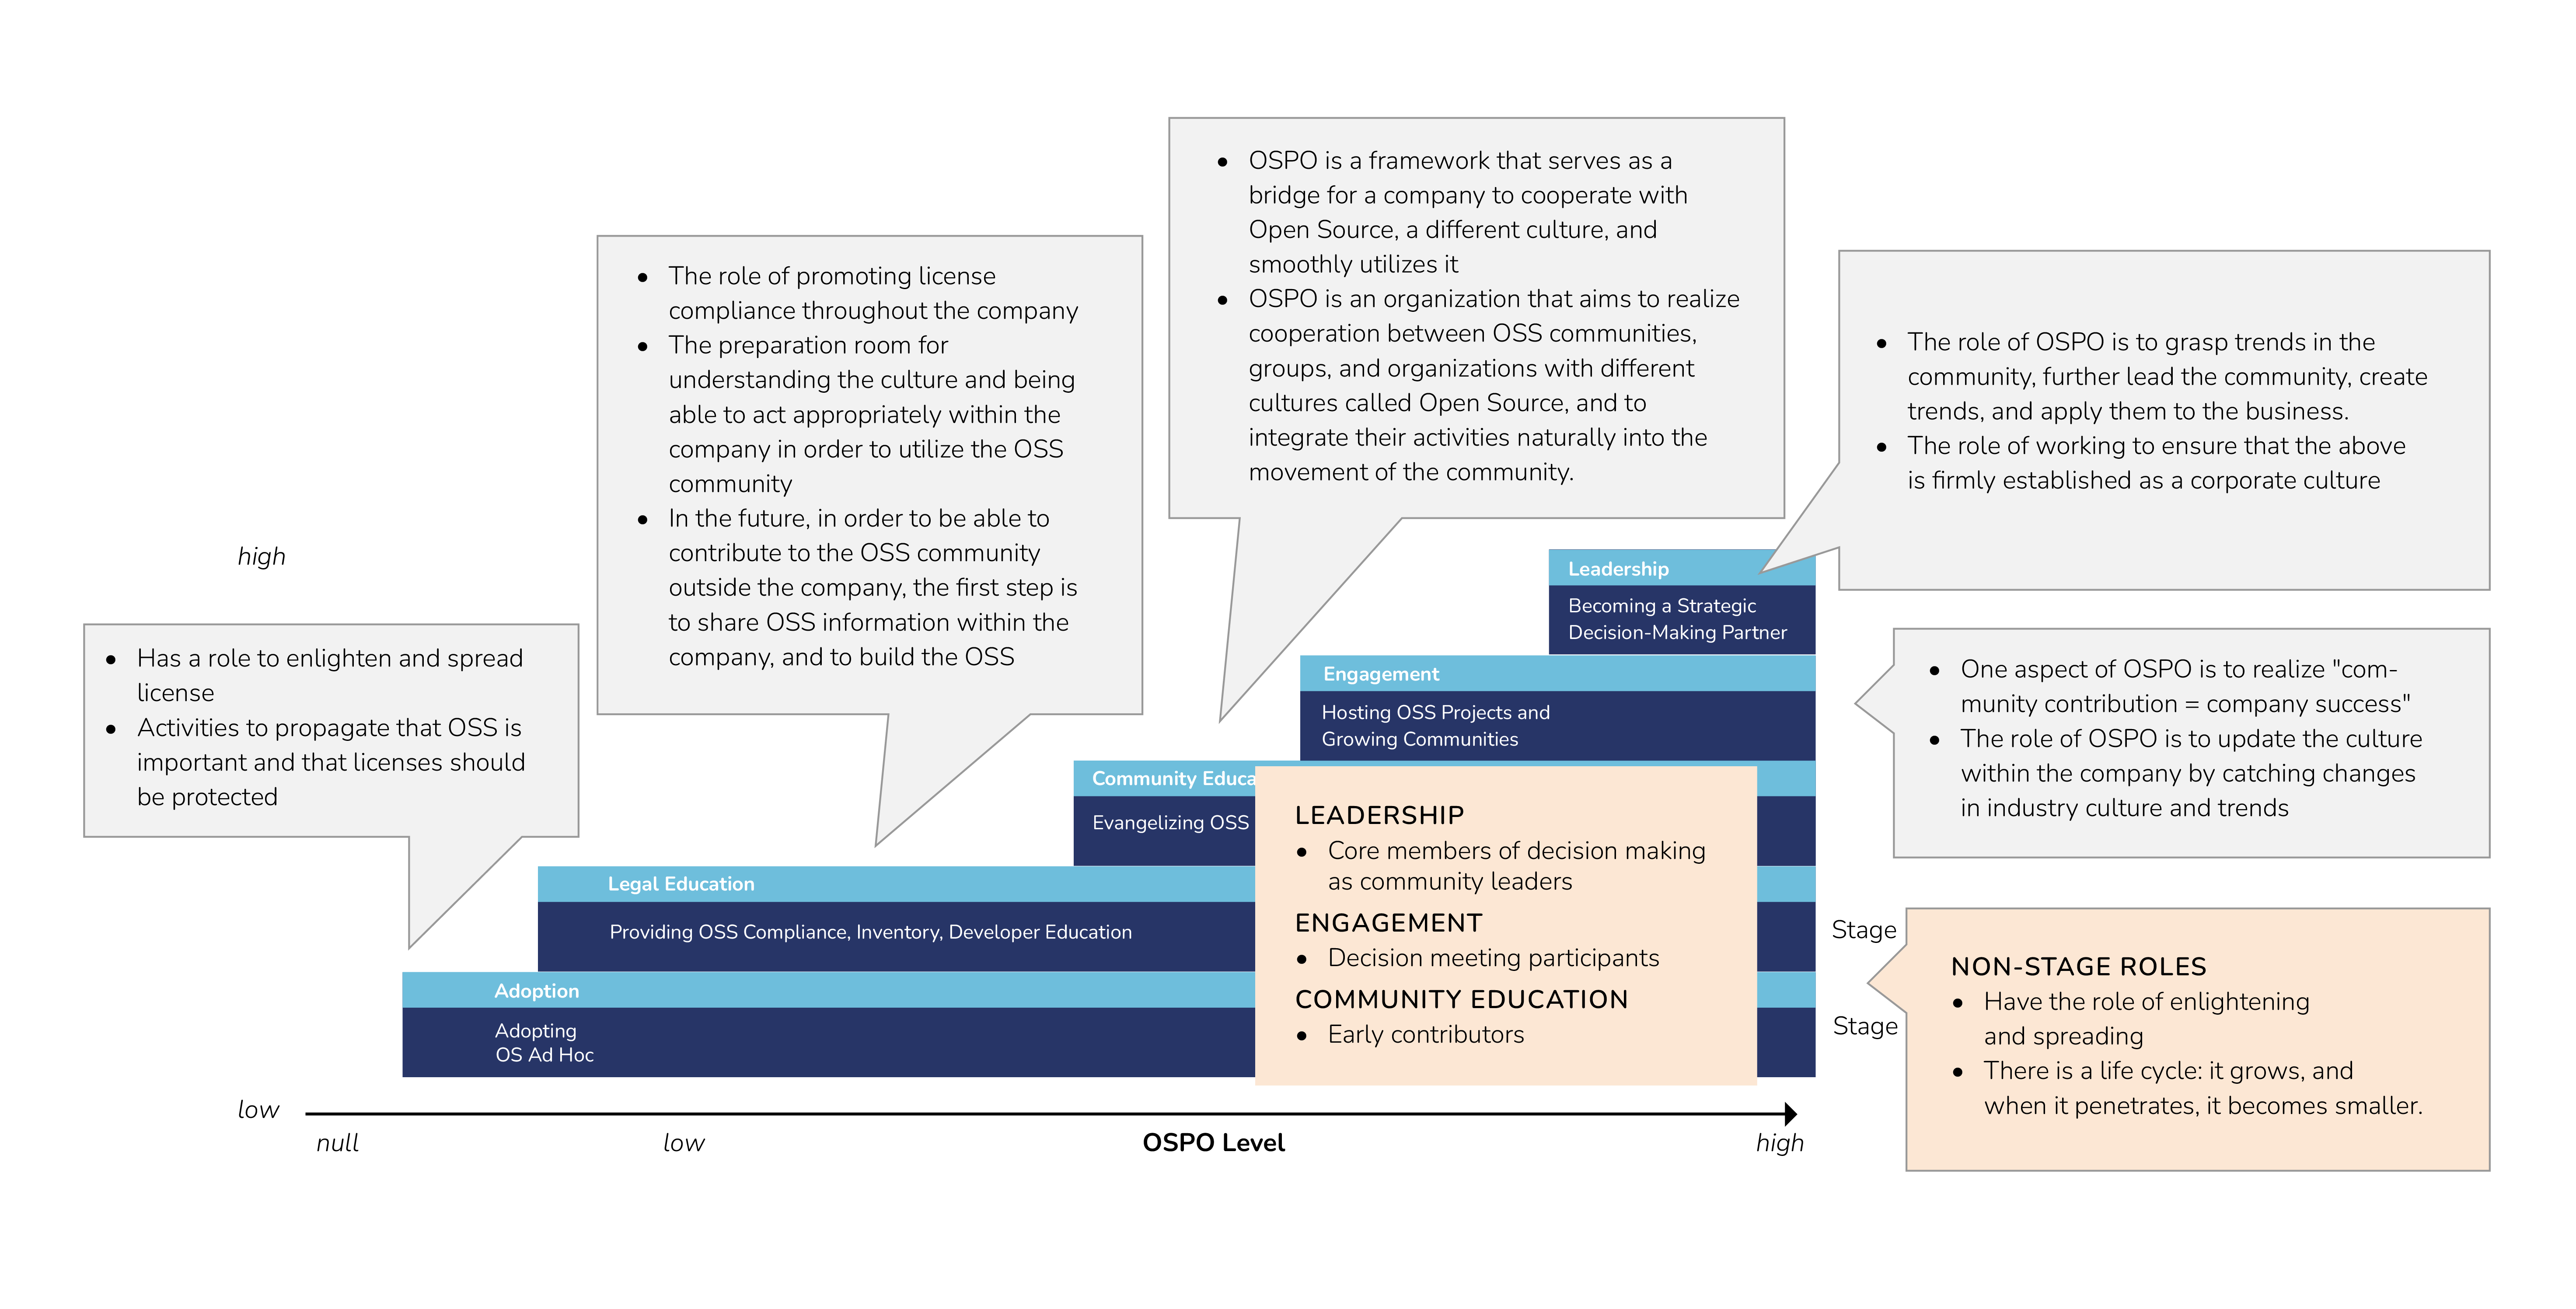 • OSPO is a framework that serves as a
bridge for a company to cooperate with
Open Source, a different culture, and
smoothly utilizes it
• OSPO is an organization that aims to realize
cooperation between OSS communities,
groups, and organizations with different
cultures called Open Source, and to
integrate their activities naturally into the
movement of the community.
• The role of promoting license
compliance throughout the company
• The preparation room for
understanding the culture and being
able to act appropriately within the
company in order to utilize the OSS
community
• In the future, in order to be able to
contribute to the OSS community
outside the company, the first step is
to share OSS information within the
company, and to build the OSS
• The role of OSPO is to grasp trends in the
community, further lead the community, create
trends, and apply them to the business.
• The role of working to ensure that the above
is firmly established as a corporate culture
high
• Has a role to enlighten and spread
license
• Activities to propagate that OSS is
important and that licenses should
be protected
Leadership
Becoming a Strategic
Decision-Making Partner
Engagement
Hosting OSS Projects and
Growing Communities
• One aspect of OSPO is to realize "com-
munity contribution = company success"
• The role of OSPO is to update the culture
within the company by catching changes
in industry culture and trends
Community Educa
Evangelizing OSS
LEADERSHIP
• Core members of decision making
as community leaders
ENGAGEMENT
• Decision meeting participants
COMMUNITY EDUCATION
• Early contributors
Legal Education
Providing OSS Compliance, Inventory, Developer Education
Adoption
Adopting
OS Ad Hoc
Stage
Stage
NON-STAGE ROLES
• Have the role of enlightening
and spreading
• There is a life cycle: it grows, and
when it penetrates, it becomes smaller.
low
null
low
OSPO Level
high